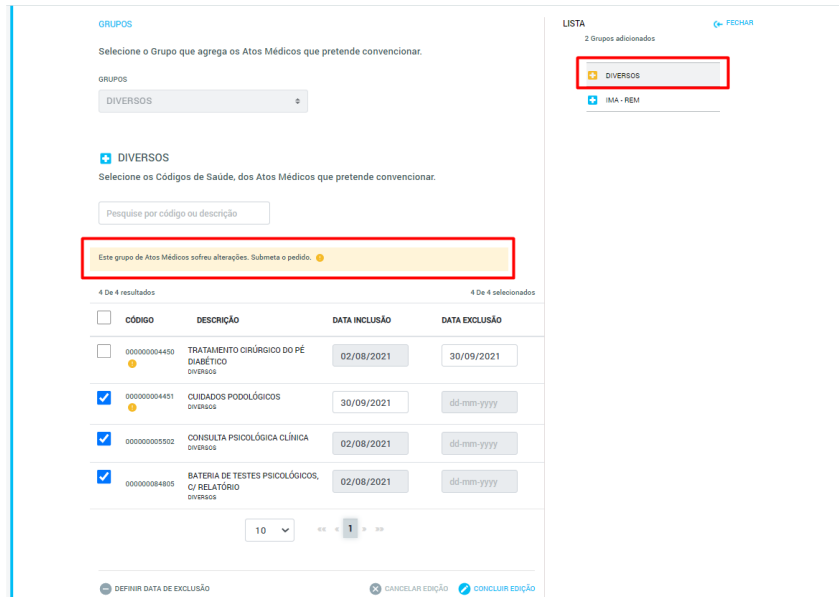 GRUPOS
LISTA
FECHAR
2 Grupos adicionados
Selecione o Grupo que agrega os Atos Médicos que pretende convencionar.
DIVERSOS
IMA - REM
GRUPOS
DIVERSOS
DIVERSOS
Selecione os Códigos de Saúde, dos Atos Médicos que pretende convencionar.
Pesquise por código ou descrição
Este grupo de Atos Médicos sofreu alterações. Submeta o pedido.
4 De 4 resultados
4 De 4 selecionados
CÓDIGO DESCRIÇÃO DATA INCLUSÃO DATA EXCLUSÃO
000000004450 TRATAMENTO CIRÚRGICO DO PÉ
DIABÉTICO
DIVERSOS
02/08/2021 30/09/2021
000000004451 CUIDADOS PODOLÓGICOS
DIVERSOS
30/09/2021 dd-mm-yyyy
000000005502 CONSULTA PSICOLÓGICA CLÍNICA
DIVERSOS
02/08/2021 dd-mm-yyyy
000000084805 BATERIA DE TESTES PSICOLÓGICOS,
C/ RELATÓRIO
DIVERSOS
02/08/2021 dd-mm-yyyy
10 «« « 1 » »»
DEFINIR DATA DE EXCLUSÃO
CANCELAR EDIÇÃO
CONCLUIR EDIÇÃO